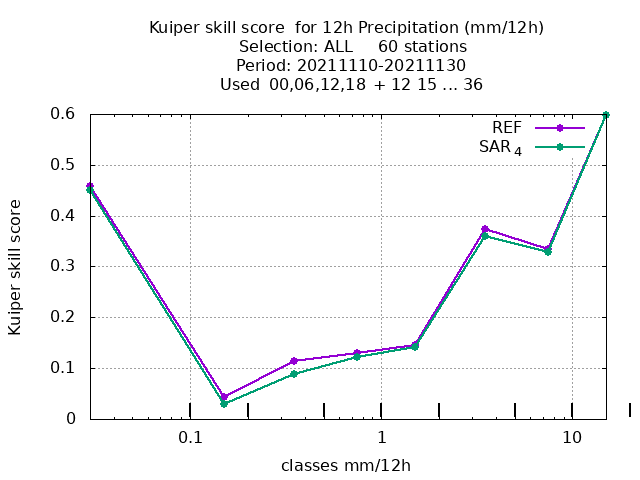 Kuiper skill score  for 12h Precipitation (mm/12h)
Selection: ALL     60 stations
Period: 20211110-20211130
Used  00,06,12,18  + 12 15 ... 36
REF
SAR 4
0.6
0.5
0.4
0.3
0.2
0.1
0
Kuiper skill score
0.1 1 10
classes mm/12h